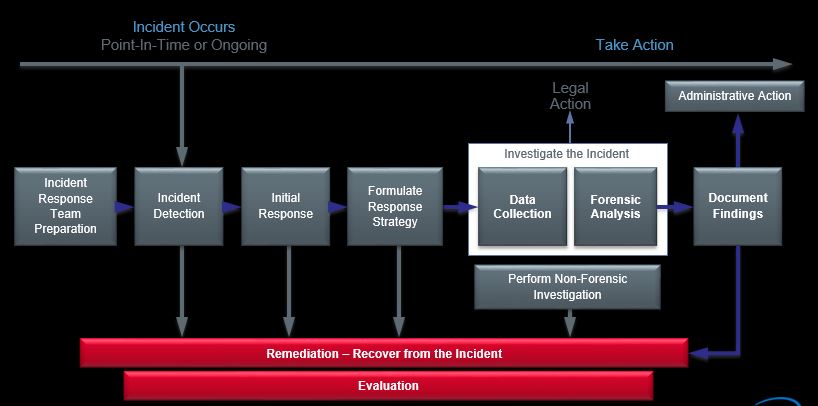 Incident Occurs
Point-In-Time or Ongoing
Take Action
Legal
Action
Administrative Action
Investigate the Incident
Incident
Response
Team
Preparation
Incident
Detection
Initial
Response
Formulate
Response
Strategy
Data
Collection
Forensic
Analysis
Document
Findings
Perform Non-Forensic
Investigation
Remediation – Recover from the Incident
Evaluation